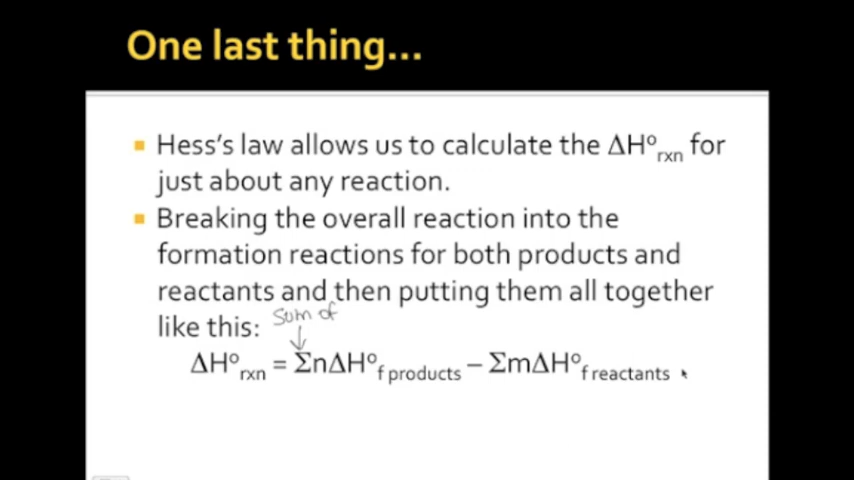 One last thing...
Hess's law allows us to calculate the ΔH°rxn for
just about any reaction.
Breaking the overall reaction into the
formation reactions for both products and
reactants and then putting them all together
like this:
Sum of
ΔH°rxn = ΣnΔH°f products – ΣmΔH°f reactants